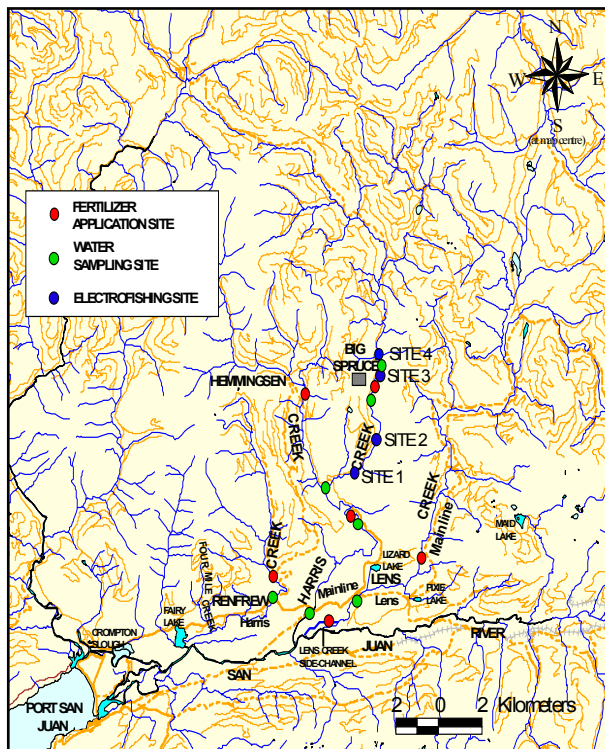 N
W E
S
(at map centre)
FERTILIZER
APPLICATION SITE
WATER
SAMPLING SITE
ELECTROFISHING SITE
BIG
SPRUCE
SITE 4
SITE 3
HEMMINGSEN
CREEK
CREEK
SITE 2
SITE 1
CREEK
Mainline
MAID
LAKE
CREEK
FOUR MILE CREEK
LIZARD
LAKE
LENS
HARRIS
Mainline
RENFREW
Lens
PIXIE
LAKE
FAIRY
LAKE
Harris
CROMPTON
SLOUGH
LENS CREEK
SIDE-CHANNEL
JUAN
RIVER
SAN
PORT SAN
JUAN
2 0 2 Kilometers